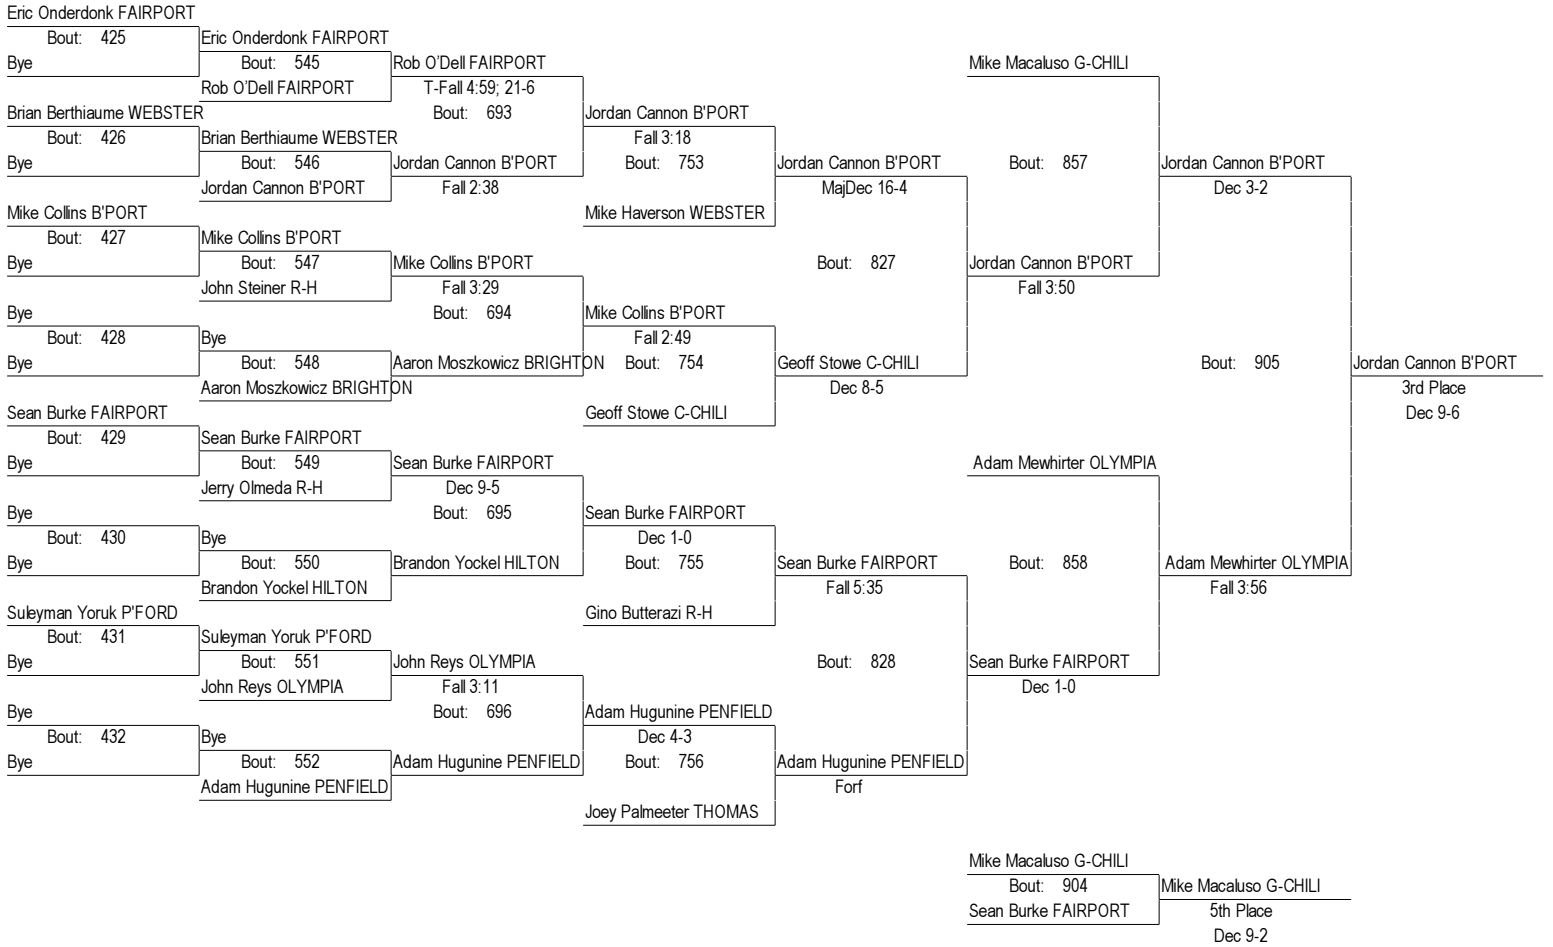 Eric Onderdonk FAIRPORT
Bout: 425
Eric Onderdonk FAIRPORT
Bye
Bout: 545
Rob O'Dell FAIRPORT
Mike Macaluso G-CHILI
Rob O'Dell FAIRPORT
T-Fall 4:59; 21-6
Brian Berthiaume WEBSTER
Bout: 693
Jordan Cannon B'PORT
Bout: 426
Brian Berthiaume WEBSTER
Fall 3:18
Bye
Bout: 546
Jordan Cannon B'PORT
Bout: 753
Jordan Cannon B'PORT
Bout: 857
Jordan Cannon B'PORT
Jordan Cannon B'PORT
Fall 2:38
MajDec 16-4
Dec 3-2
Mike Collins B'PORT
Mike Haverson WEBSTER
Bout: 427
Mike Collins B'PORT
Bye
Bout: 547
Mike Collins B'PORT
Bout: 827
Jordan Cannon B'PORT
John Steiner R-H
Fall 3:29
Fall 3:50
Bye
Bout: 694
Mike Collins B'PORT
Bout: 428
Bye
Fall 2:49
Bye
Bout: 548
Aaron Moszkowicz BRIGHTON
Bout: 754
Geoff Stowe C-CHILI
Bout: 905
Jordan Cannon B'PORT
Aaron Moszkowicz BRIGHTON
Dec 8-5
3rd Place
Sean Burke FAIRPORT
Geoff Stowe C-CHILI
Dec 9-6
Bout: 429
Sean Burke FAIRPORT
Bye
Bout: 549
Sean Burke FAIRPORT
Adam Mewhirter OLYMPIA
Jerry Olmeda R-H
Dec 9-5
Bye
Bout: 695
Sean Burke FAIRPORT
Bout: 430
Bye
Dec 1-0
Bye
Bout: 550
Brandon Yockel HILTON
Bout: 755
Sean Burke FAIRPORT
Bout: 858
Adam Mewhirter OLYMPIA
Brandon Yockel HILTON
Fall 5:35
Fall 3:56
Suleyman Yoruk P'FORD
Gino Butterazi R-H
Bout: 431
Suleyman Yoruk P'FORD
Bye
Bout: 551
John Reys OLYMPIA
Bout: 828
Sean Burke FAIRPORT
John Reys OLYMPIA
Fall 3:11
Dec 1-0
Bye
Bout: 696
Adam Hugunine PENFIELD
Bout: 432
Bye
Dec 4-3
Bye
Bout: 552
Adam Hugunine PENFIELD
Bout: 756
Adam Hugunine PENFIELD
Adam Hugunine PENFIELD
Forf
Joey Palmeeter THOMAS
Mike Macaluso G-CHILI
Bout: 904
Mike Macaluso G-CHILI
Sean Burke FAIRPORT
5th Place
Dec 9-2